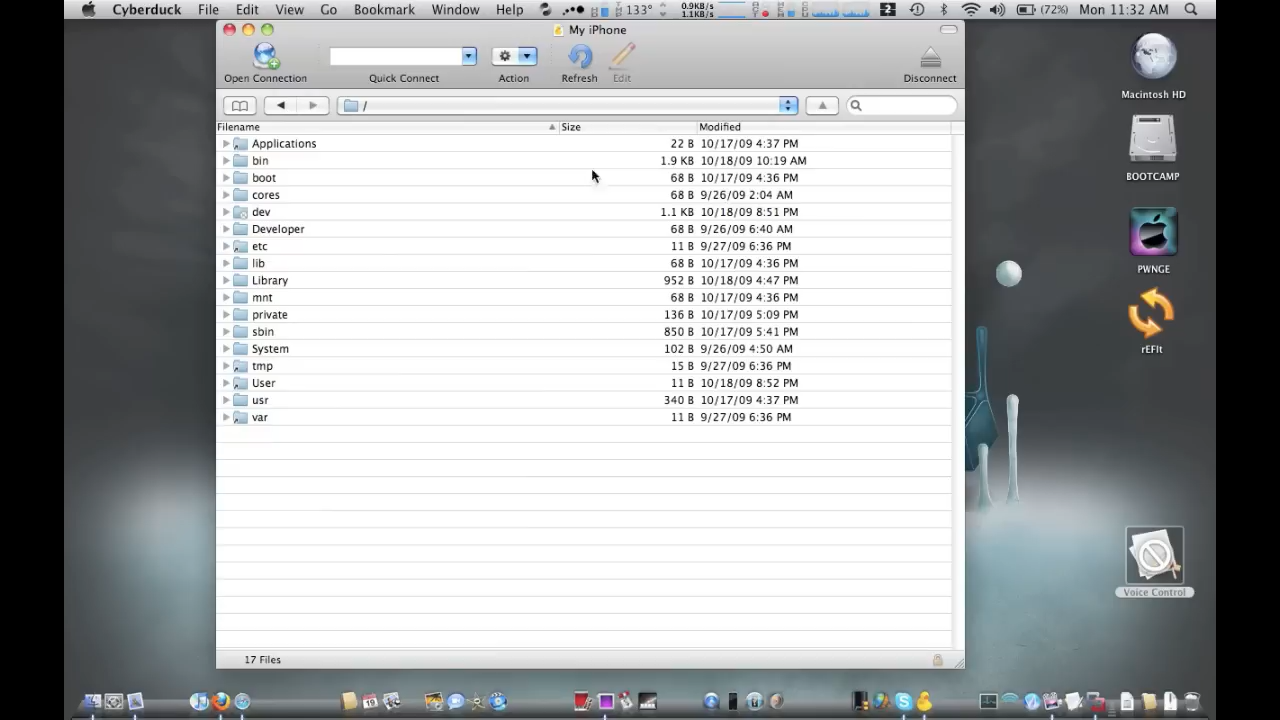 Cyberduck File Edit View Go Bookmark Window Help 133° 0.9KB/s 1.1KB/s 2 (72%) Mon 11:32 AM
My iPhone
Open Connection Quick Connect Action Refresh Edit Disconnect
/
Filename Size Modified
Applications 22 B 10/17/09 4:37 PM
bin 1.9 KB 10/18/09 10:19 AM
boot 68 B 10/17/09 4:36 PM
cores 68 B 9/26/09 2:04 AM
dev 1.1 KB 10/18/09 8:51 PM
Developer 68 B 9/26/09 6:40 AM
etc 11 B 9/27/09 6:36 PM
lib 68 B 10/17/09 4:36 PM
Library 952 B 10/18/09 4:47 PM
mnt 68 B 10/17/09 4:36 PM
private 136 B 10/17/09 5:09 PM
sbin 850 B 10/17/09 5:41 PM
System 102 B 9/26/09 4:50 AM
tmp 15 B 9/27/09 6:36 PM
User 11 B 10/18/09 8:52 PM
usr 340 B 10/17/09 4:37 PM
var 11 B 9/27/09 6:36 PM
17 Files
Macintosh HD
BOOTCAMP
PWNGE
rEFIt
Voice Control